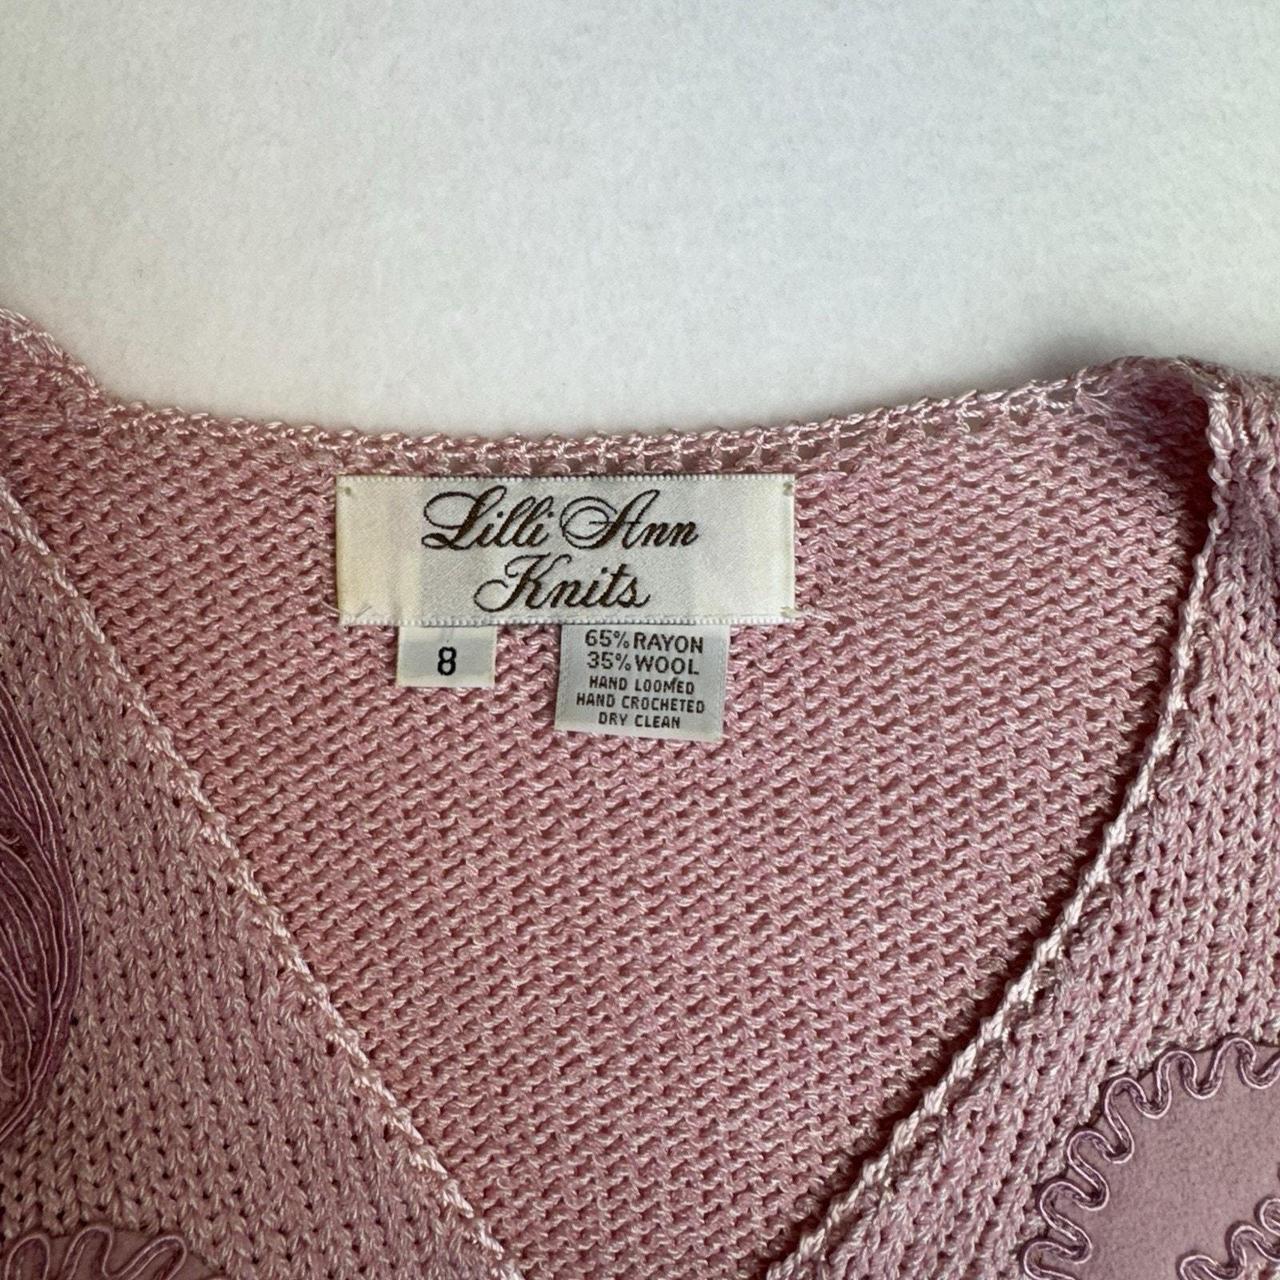 Lilli Ann
Knits
8
65% RAYON
35% WOOL
HAND LOOMED
HAND CROCHETED
DRY CLEAN